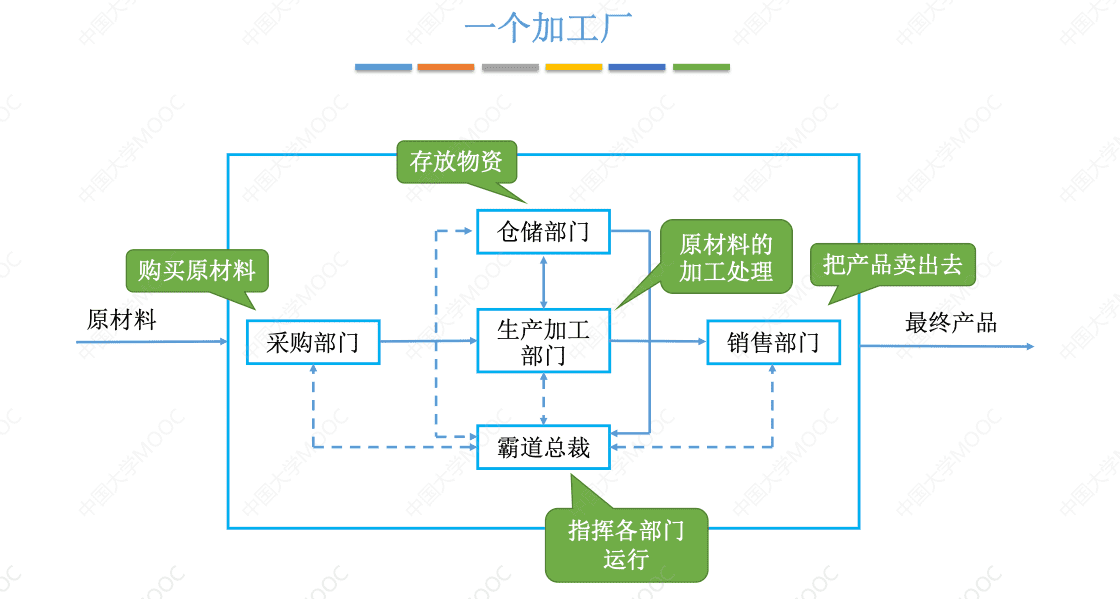 一个加工厂
存放物资
仓储部门
原材料的
加工处理
购买原材料
把产品卖出去
原材料
采购部门
生产加工
部门
销售部门
最终产品
霸道总裁
指挥各部门
运行
中国大学MOOC